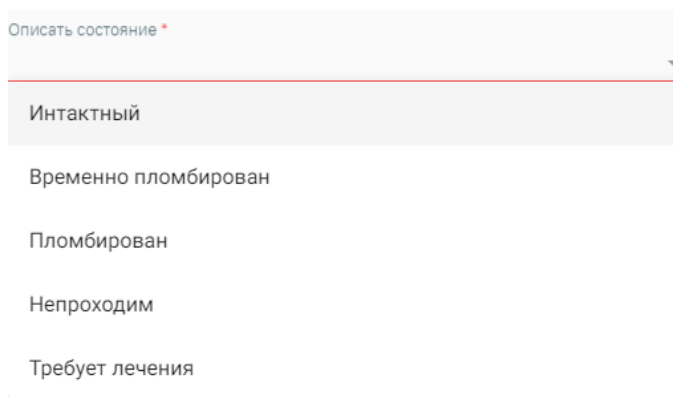 Описать состояние *
Интактный
Временно пломбирован
Пломбирован
Непроходим
Требует лечения